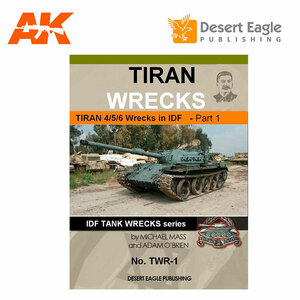 AK
Desert Eagle
PUBLISHING
TIRAN
WRECKS
TIRAN 4/5/6 Wrecks in IDF - Part 1
IDF TANK WRECKS series
by MICHAEL MASS
and ADAM O'BRIEN
No. TWR-1
DESERT EAGLE PUBLISHING